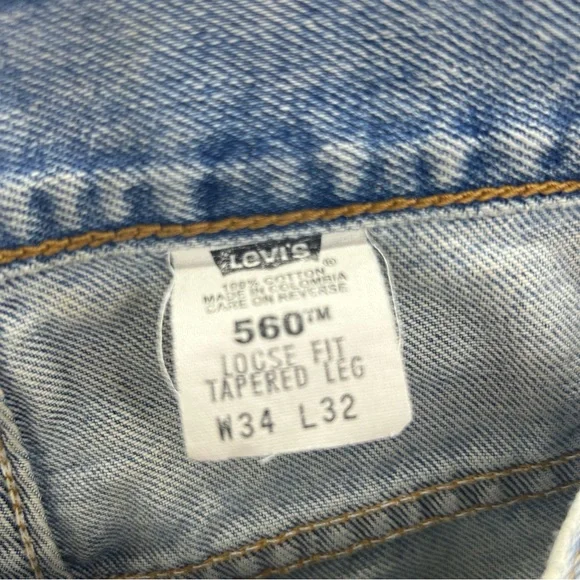 LEVI'S ®
100% COTTON
MADE IN COLOMBIA
CARE ON REVERSE
560™
LOOSE FIT
TAPERED LEG
W34 L32